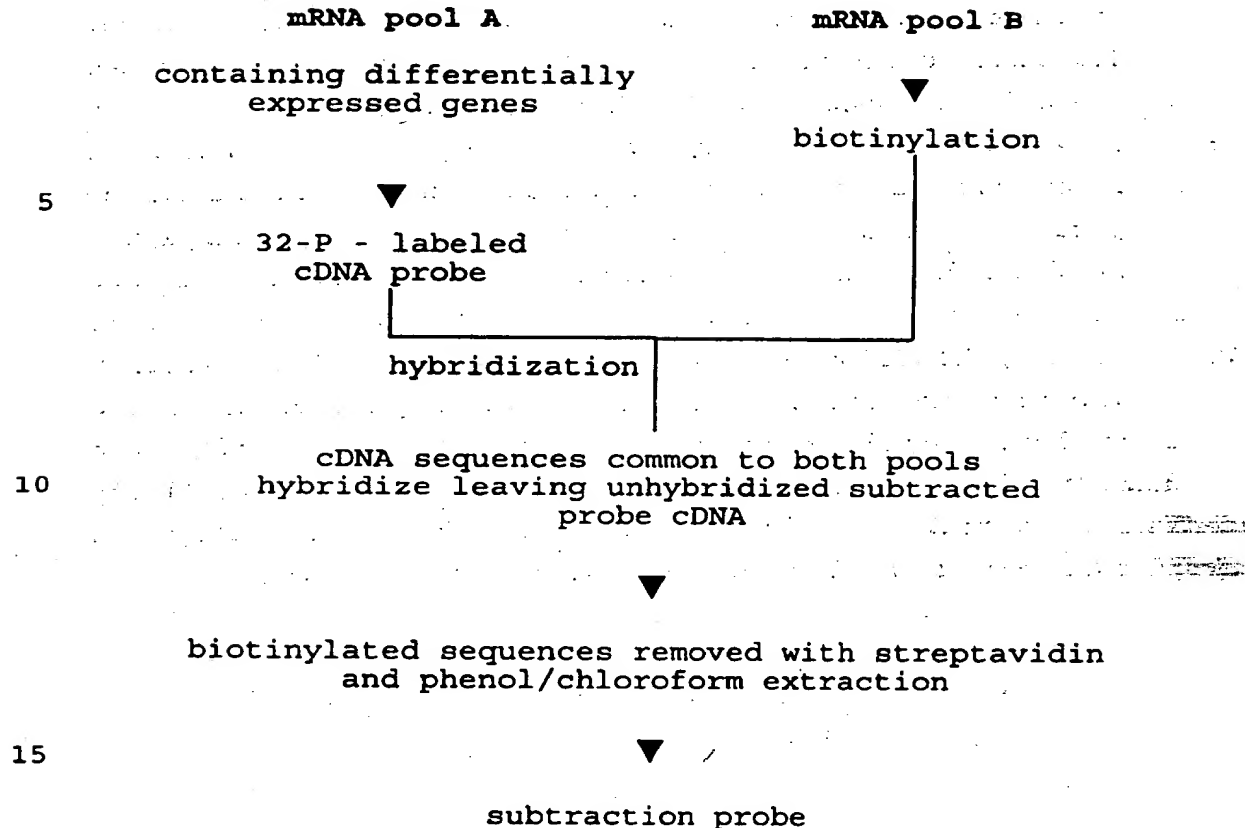 mRNA pool A
mRNA pool B
containing differentially
expressed genes
biotinylation
5
32-P - labeled
cDNA probe
hybridization
cDNA sequences common to both pools
10
hybridize leaving unhybridized subtracted
probe cDNA
biotinylated sequences removed with streptavidin
and phenol/chloroform extraction
15
subtraction probe